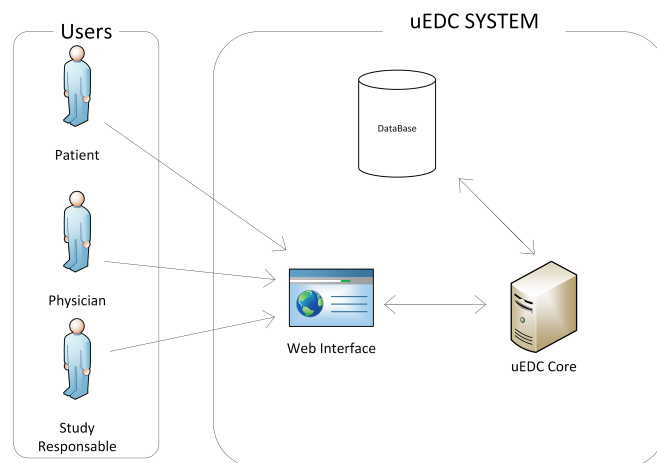 Users
uEDC SYSTEM
DataBase
Patient
Physician
Web Interface
uEDC Core
Study
Responsable